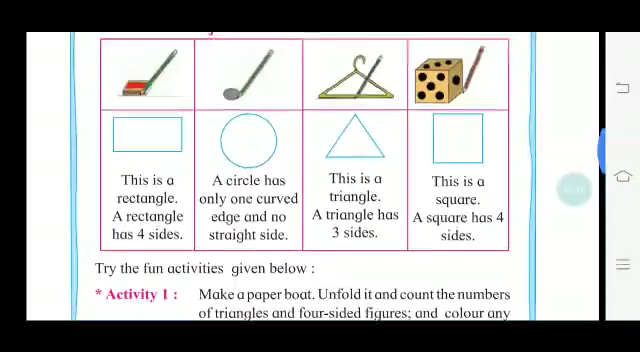 This is a
rectangle.
A rectangle
has 4 sides.
A circle has
only one curved
edge and no
straight side.
This is a
triangle.
A triangle has
3 sides.
This is a
square.
A square has 4
sides.
Try the fun activities given below :
* Activity 1 : Make a paper boat. Unfold it and count the numbers
of triangles and four-sided figures; and colour any